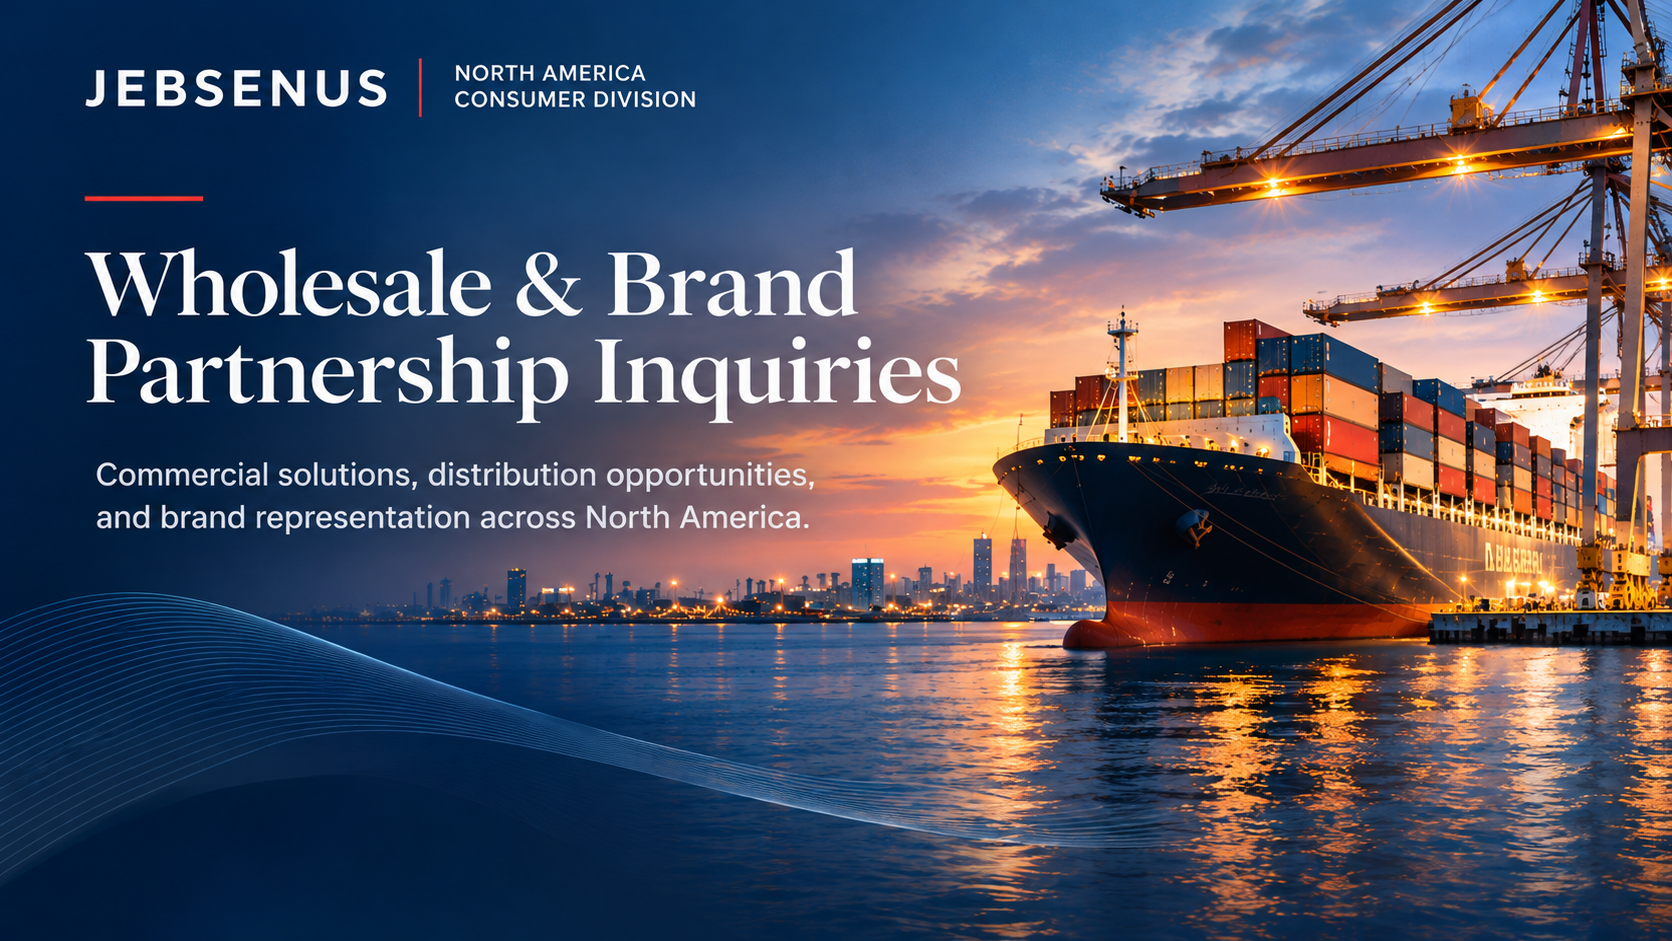 JEBSENUS
NORTH AMERICA
CONSUMER DIVISION
Wholesale & Brand
Partnership Inquiries
Commercial solutions, distribution opportunities,
and brand representation across North America.